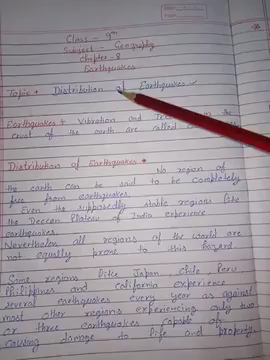 Class - 9th
Subject - Geography
Chapter - 8
Earthquakes
Topic + Distribution Earthquakes
Earthquakes + Vibration and the
crust of the earth are called
Distribution of Earthquakes +
No region of
the earth can be said to be completely
free from earthquakes
Even the supposedly stable regions like
the Deccan Plateau of India experience
earthquakes
Nevertheless all regions of the world are
not equally prone to this hazard
Some regions like Japan, Chile, Peru
Philippines and California experience
several earthquakes every year as against
most other regions experiencing only two
or three earthquakes capable of
causing damage to life and property